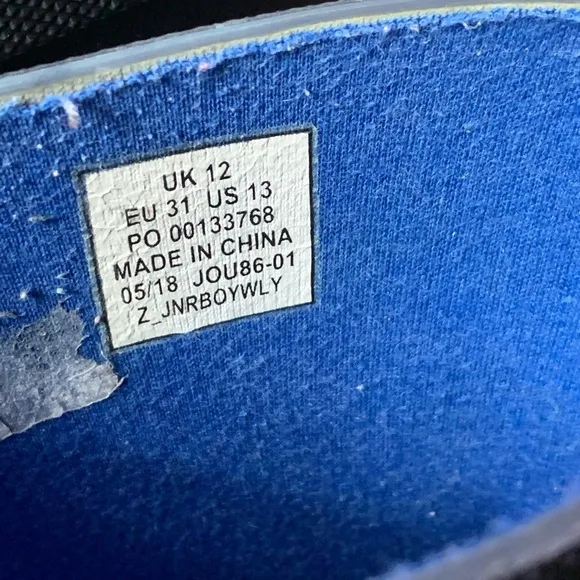 UK 12
EU 31 US 13
PO 00133768
MADE IN CHINA
05/18 JOU86-01
Z_JNRBOYWLY